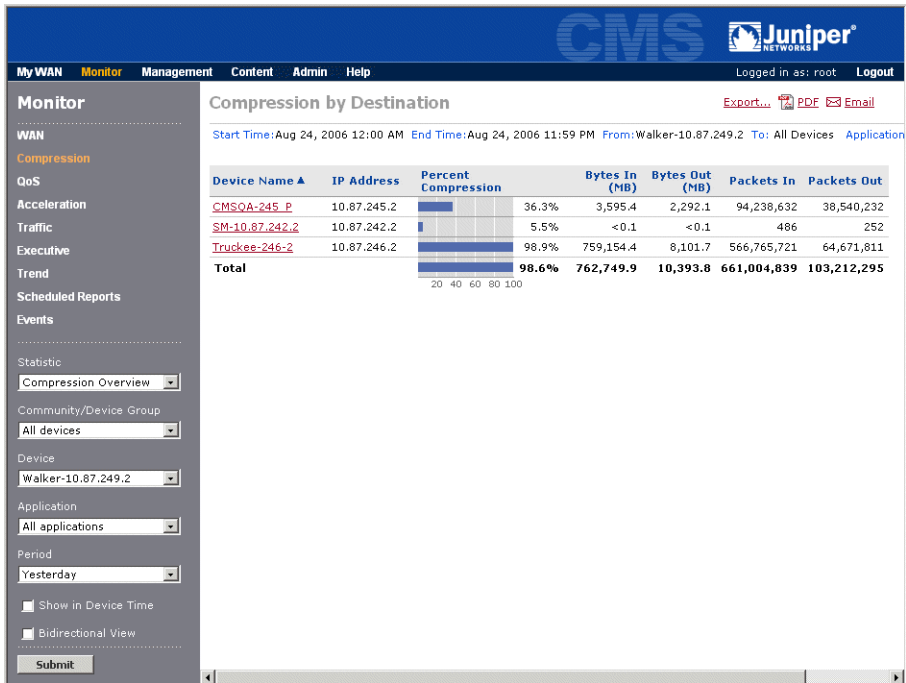 CMS
Juniper®
NETWORKS
My WAN Monitor Management Content Admin Help Logged in as: root Logout
Monitor
WAN
Compression
QoS
Acceleration
Traffic
Executive
Trend
Scheduled Reports
Events
Statistic
Compression Overview
Community/Device Group
All devices
Device
Walker-10.87.249.2
Application
All applications
Period
Yesterday
Show in Device Time
Bidirectional View
Submit
Compression by Destination Export... PDF Email
Start Time:Aug 24, 2006 12:00 AM End Time:Aug 24, 2006 11:59 PM From:Walker-10.87.249.2 To: All Devices Application
Device Name▲ IP Address Percent Compression Bytes In (MB) Bytes Out (MB) Packets In Packets Out
CMSQA-245_P 10.87.245.2 36.3% 3,595.4 2,292.1 94,238,632 38,540,232
SM-10.87.242.2 10.87.242.2 5.5% <0.1 <0.1 486 252
Truckee-246-2 10.87.246.2 98.9% 759,154.4 8,101.7 566,765,721 64,671,811
Total 98.6% 762,749.9 10,393.8 661,004,839 103,212,295
20 40 60 80 100